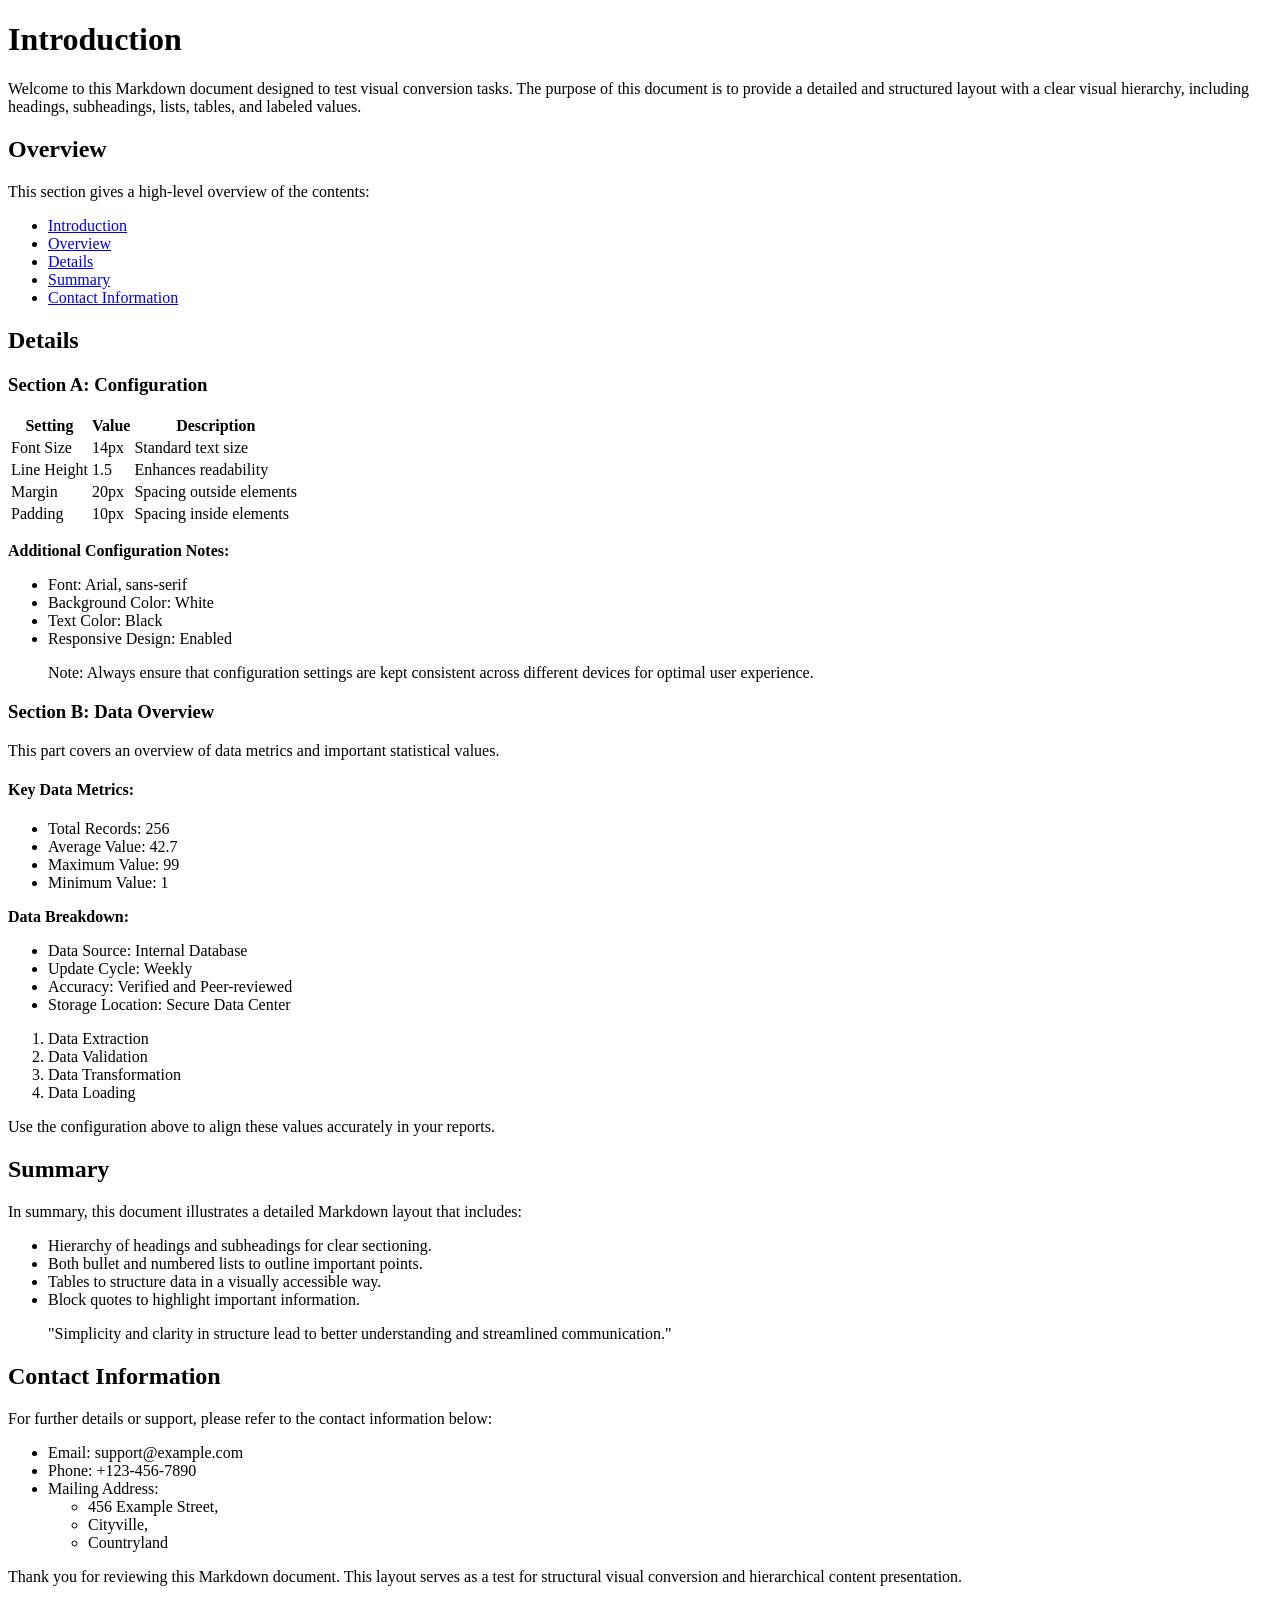 Introduction
Welcome to this Markdown document designed to test visual conversion tasks. The purpose of this document is to provide a detailed and structured layout with a clear visual hierarchy, including
headings, subheadings, lists, tables, and labeled values.
Overview
This section gives a high-level overview of the contents:
Introduction
Overview
Details
Summary
Contact Information
Details
Section A: Configuration
Setting Value Description
Font Size 14px Standard text size
Line Height 1.5 Enhances readability
Margin 20px Spacing outside elements
Padding 10px Spacing inside elements
Additional Configuration Notes:
Font: Arial, sans-serif
Background Color: White
Text Color: Black
Responsive Design: Enabled
Note: Always ensure that configuration settings are kept consistent across different devices for optimal user experience.
Section B: Data Overview
This part covers an overview of data metrics and important statistical values.
Key Data Metrics:
Total Records: 256
Average Value: 42.7
Maximum Value: 99
Minimum Value: 1
Data Breakdown:
Data Source: Internal Database
Update Cycle: Weekly
Accuracy: Verified and Peer-reviewed
Storage Location: Secure Data Center
1. Data Extraction
2. Data Validation
3. Data Transformation
4. Data Loading
Use the configuration above to align these values accurately in your reports.
Summary
In summary, this document illustrates a detailed Markdown layout that includes:
Hierarchy of headings and subheadings for clear sectioning.
Both bullet and numbered lists to outline important points.
Tables to structure data in a visually accessible way.
Block quotes to highlight important information.
"Simplicity and clarity in structure lead to better understanding and streamlined communication."
Contact Information
For further details or support, please refer to the contact information below:
Email: support@example.com
Phone: +123-456-7890
Mailing Address:
456 Example Street,
Cityville,
Countryland
Thank you for reviewing this Markdown document. This layout serves as a test for structural visual conversion and hierarchical content presentation.